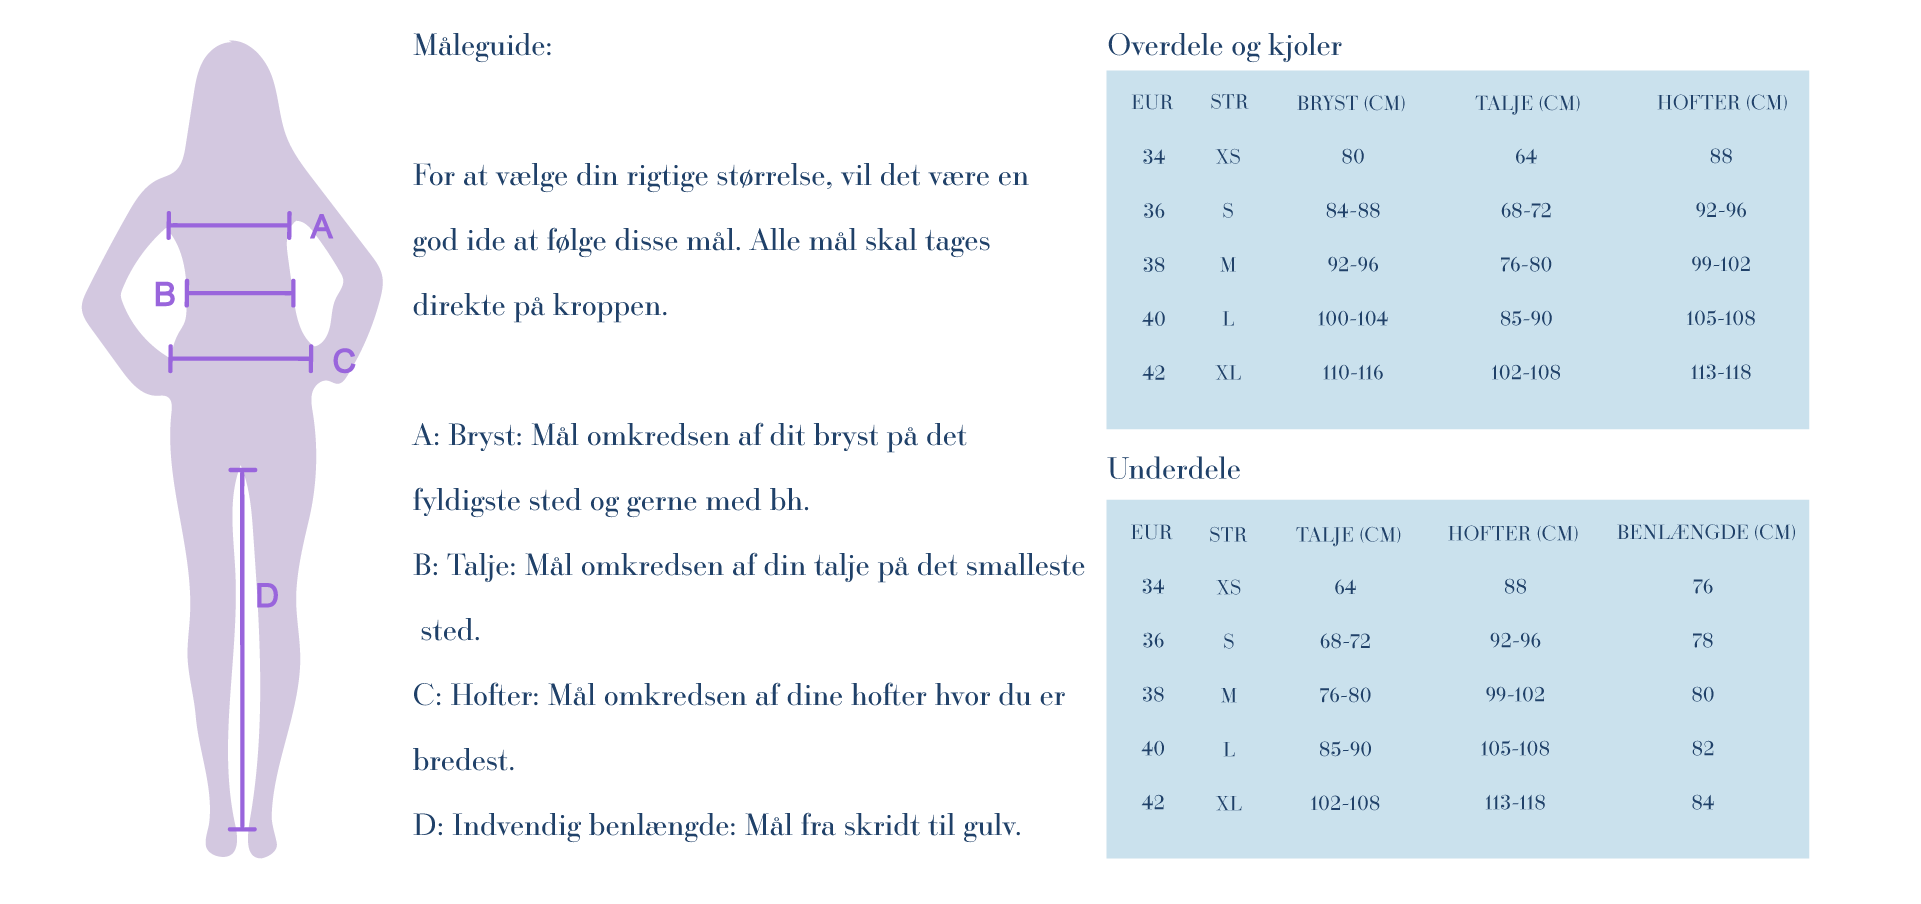 Måleguide:
For at vælge din rigtige størrelse, vil det være en
god ide at følge disse mål. Alle mål skal tages
direkte på kroppen.
A: Bryst: Mål omkredsen af dit bryst på det
fyldigste sted og gerne med bh.
B: Talje: Mål omkredsen af din talje på det smalleste
sted.
C: Hofter: Mål omkredsen af dine hofter hvor du er
bredest.
D: Indvendig benlængde: Mål fra skridt til gulv.
A
B
C
D
Overdele og kjoler
EUR STR BRYST (CM) TALJE (CM) HOFTER (CM)
34 XS 80 64 88
36 S 84-88 68-72 92-96
38 M 92-96 76-80 99-102
40 L 100-104 85-90 105-108
42 XL 110-116 102-108 113-118
Underdele
EUR STR TALJE (CM) HOFTER (CM) BENLÆNGDE (CM)
34 XS 64 88 76
36 S 68-72 92-96 78
38 M 76-80 99-102 80
40 L 85-90 105-108 82
42 XL 102-108 113-118 84